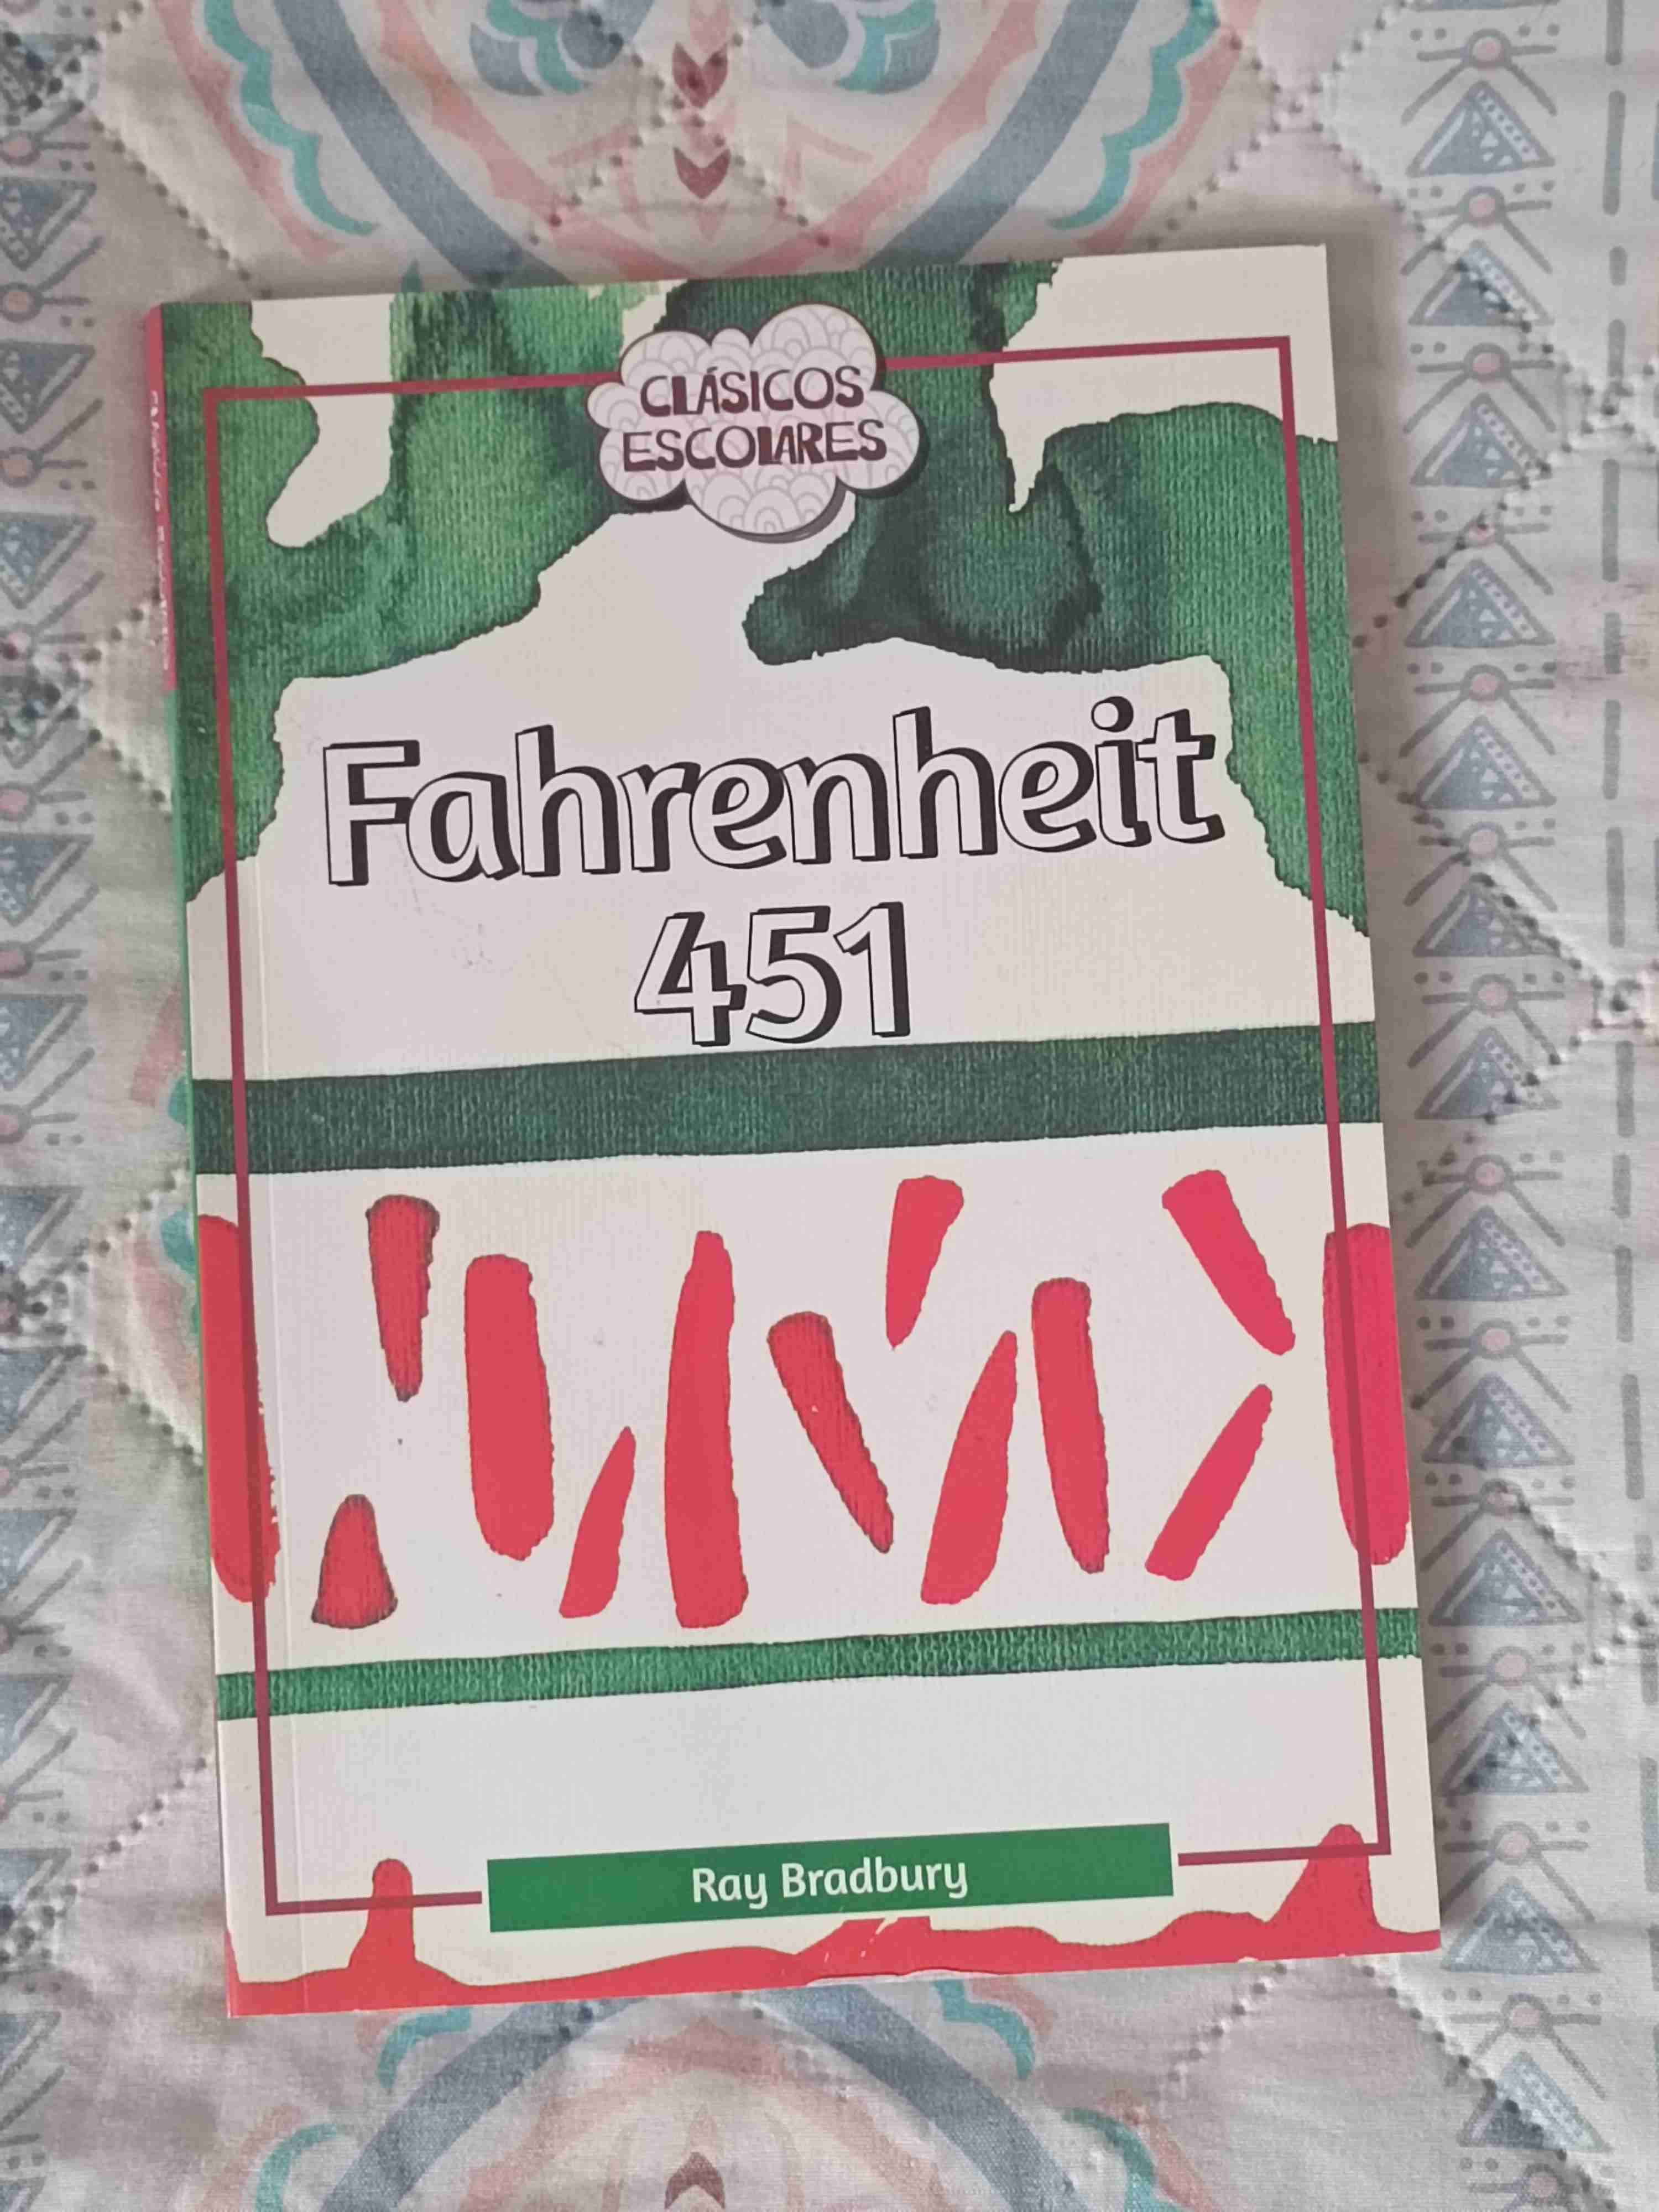 CLÁSICOS
ESCOLARES
Fahrenheit
451
Ray Bradbury